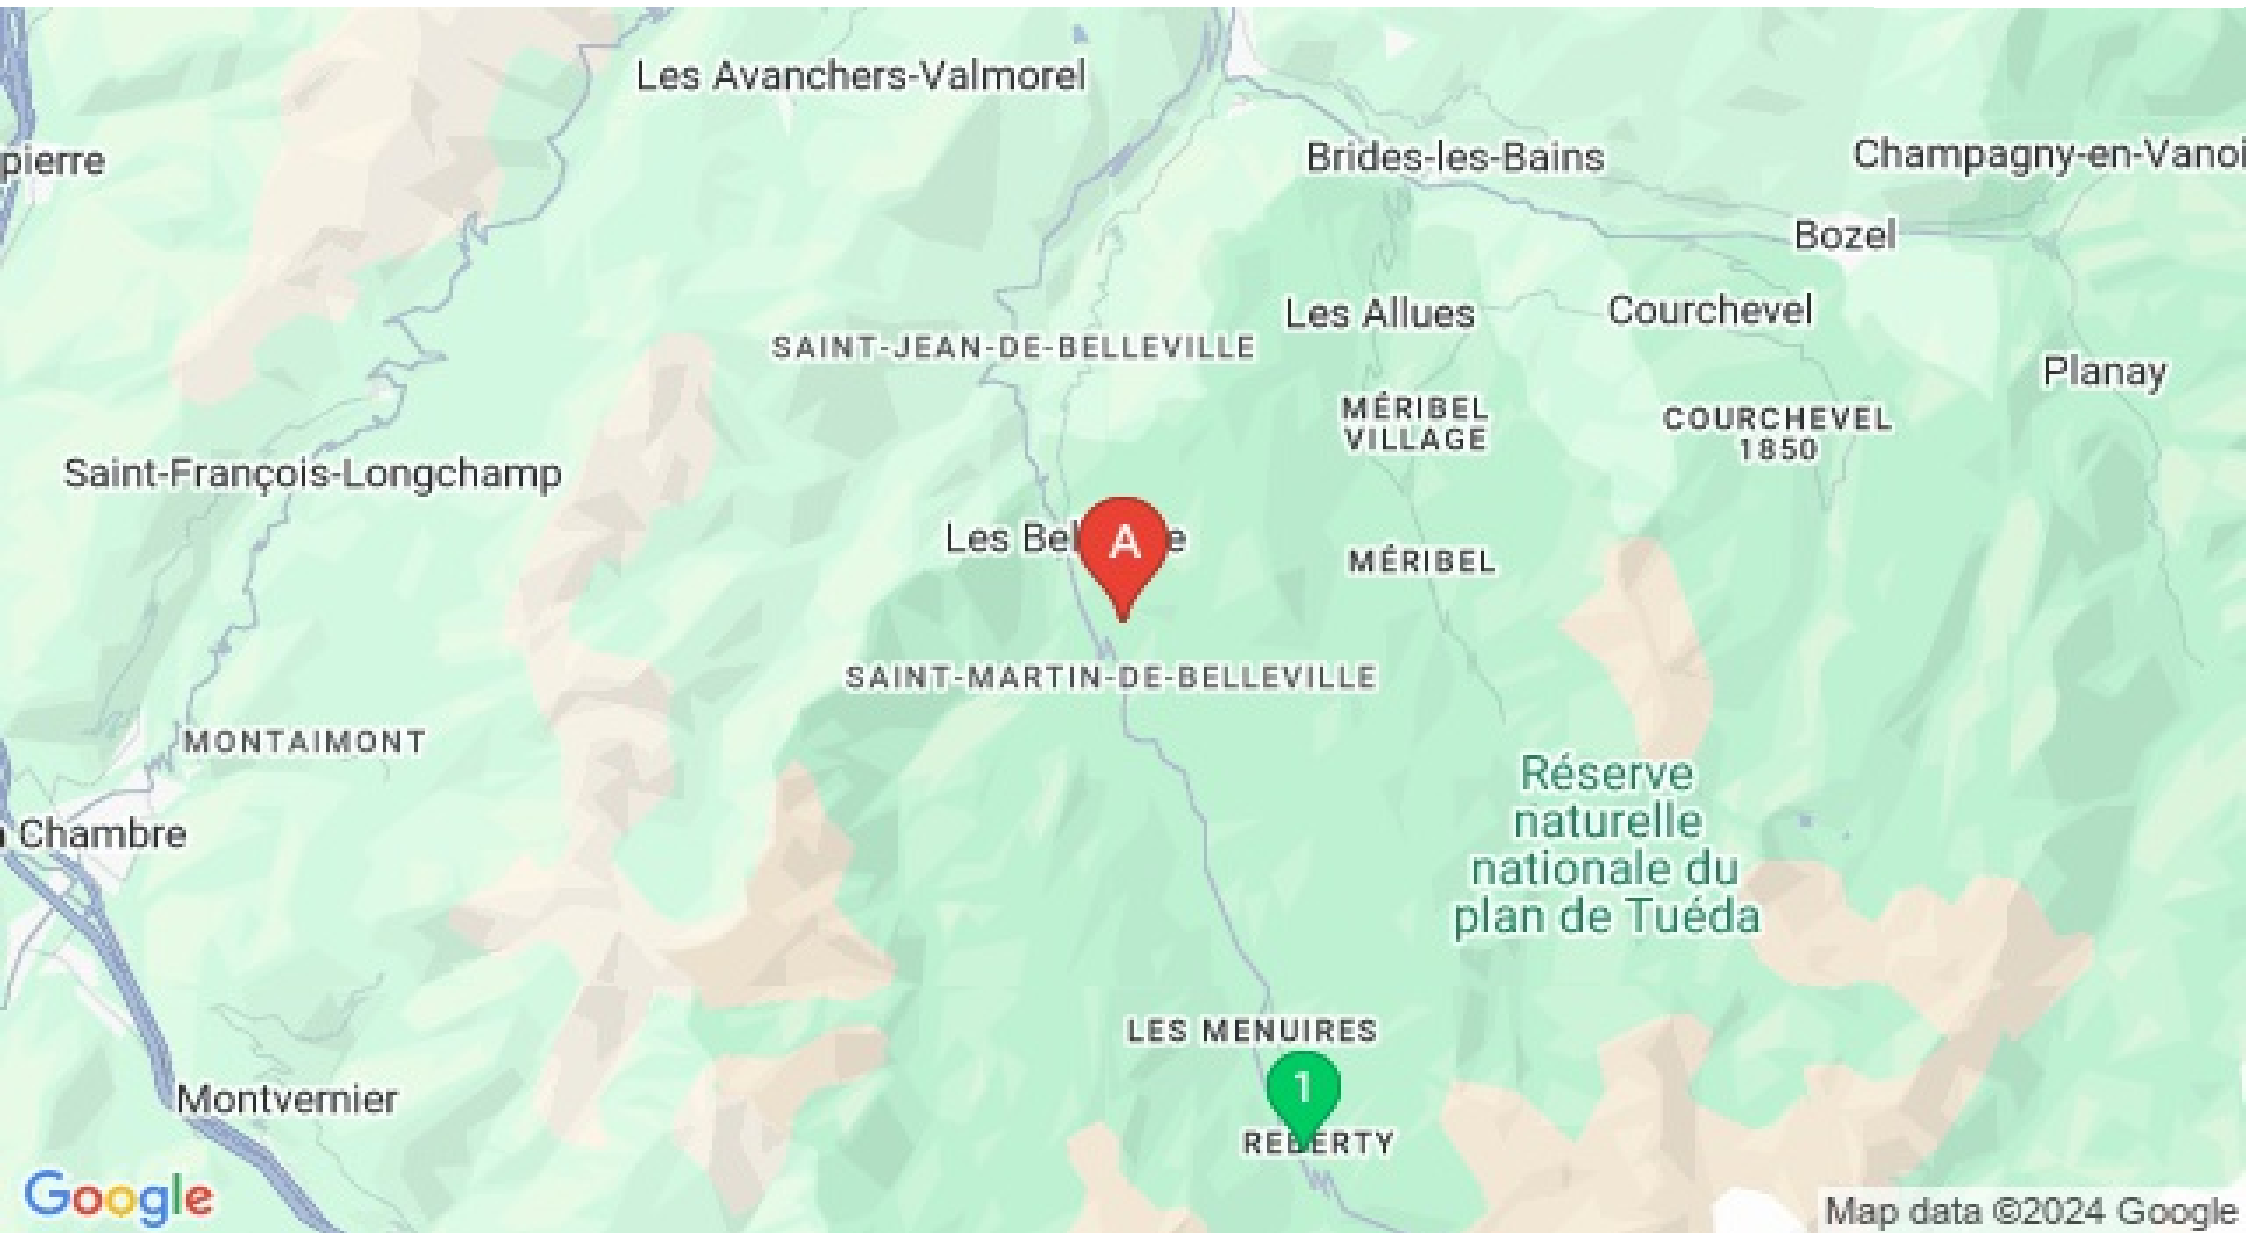 Les Avanchers-Valmorel
pierre
Brides-les-Bains
Champagny-en-Vanoi
Bozel
Les Allues
Courchevel
SAINT-JEAN-DE-BELLEVILLE
Planay
MÉRIBEL
VILLAGE
COURCHEVEL
1850
Saint-François-Longchamp
Les Bel
e
A
MÉRIBEL
SAINT-MARTIN-DE-BELLEVILLE
MONTAIMONT
Réserve
naturelle
nationale du
plan de Tuéda
Chambre
LES MENUIRES
1
Montvernier
REBERTY
Google
Map data ©2024 Google